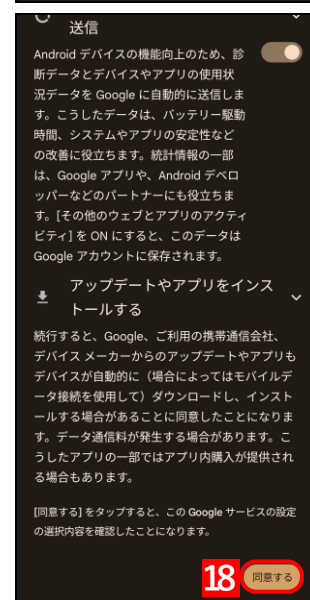 送信
Android デバイスの機能向上のため、診
断データとデバイスやアプリの使用状
況データを Google に自動的に送信しま
す。こうしたデータは、バッテリー駆動
時間、システムやアプリの安定性など
の改善に役立ちます。統計情報の一部
は、Google アプリや、Android デベロ
ッパーなどのパートナーにも役立ちま
す。[その他のウェブとアプリのアクティ
ビティ] を ON にすると、このデータは
Google アカウントに保存されます。
アップデートやアプリをインス
トールする
続行すると、Google、ご利用の携帯通信会社、
デバイス メーカーからのアップデートやアプリも
デバイスが自動的に（場合によってはモバイルデ
ータ接続を使用して）ダウンロードし、インスト
ールする場合があることに同意したことになりま
す。データ通信料が発生する場合があります。こ
うしたアプリの一部ではアプリ内購入が提供され
る場合もあります。
[同意する] をタップすると、この Google サービスの設定
の選択内容を確認したことになります。
18 同意する